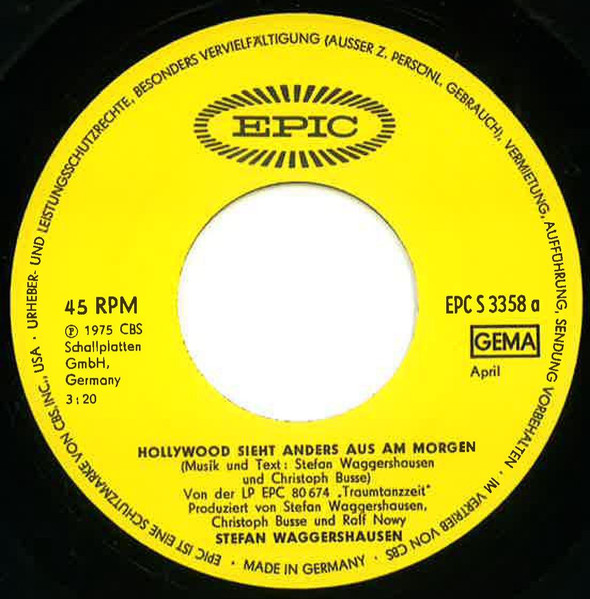 URHEBER- UND LEISTUNGSSCHUTZRECHTE, BESONDERS VERVIELFÄLTIGUNG (AUSSER Z. PERSÖNL. GEBRAUCH), VERMIETUNG, AUFFÜHRUNG, SENDUNG VORBEHALTEN · IM VERTRIEB VON CBS · MADE IN GERMANY · EPIC IST EINE SCHUTZMARKE VON CBS, INC., USA ·
EPIC
45 RPM
Ⓟ 1975 CBS
Schallplatten
GmbH,
Germany
3:20
EPC S 3358 a
GEMA
April
HOLLYWOOD SIEHT ANDERS AUS AM MORGEN
(Musik und Text: Stefan Waggershausen
und Christoph Busse)
Von der LP EPC 80 674 „Traumtanzzeit"
Produziert von Stefan Waggershausen,
Christoph Busse und Rolf Nowy
STEFAN WAGGERSHAUSEN